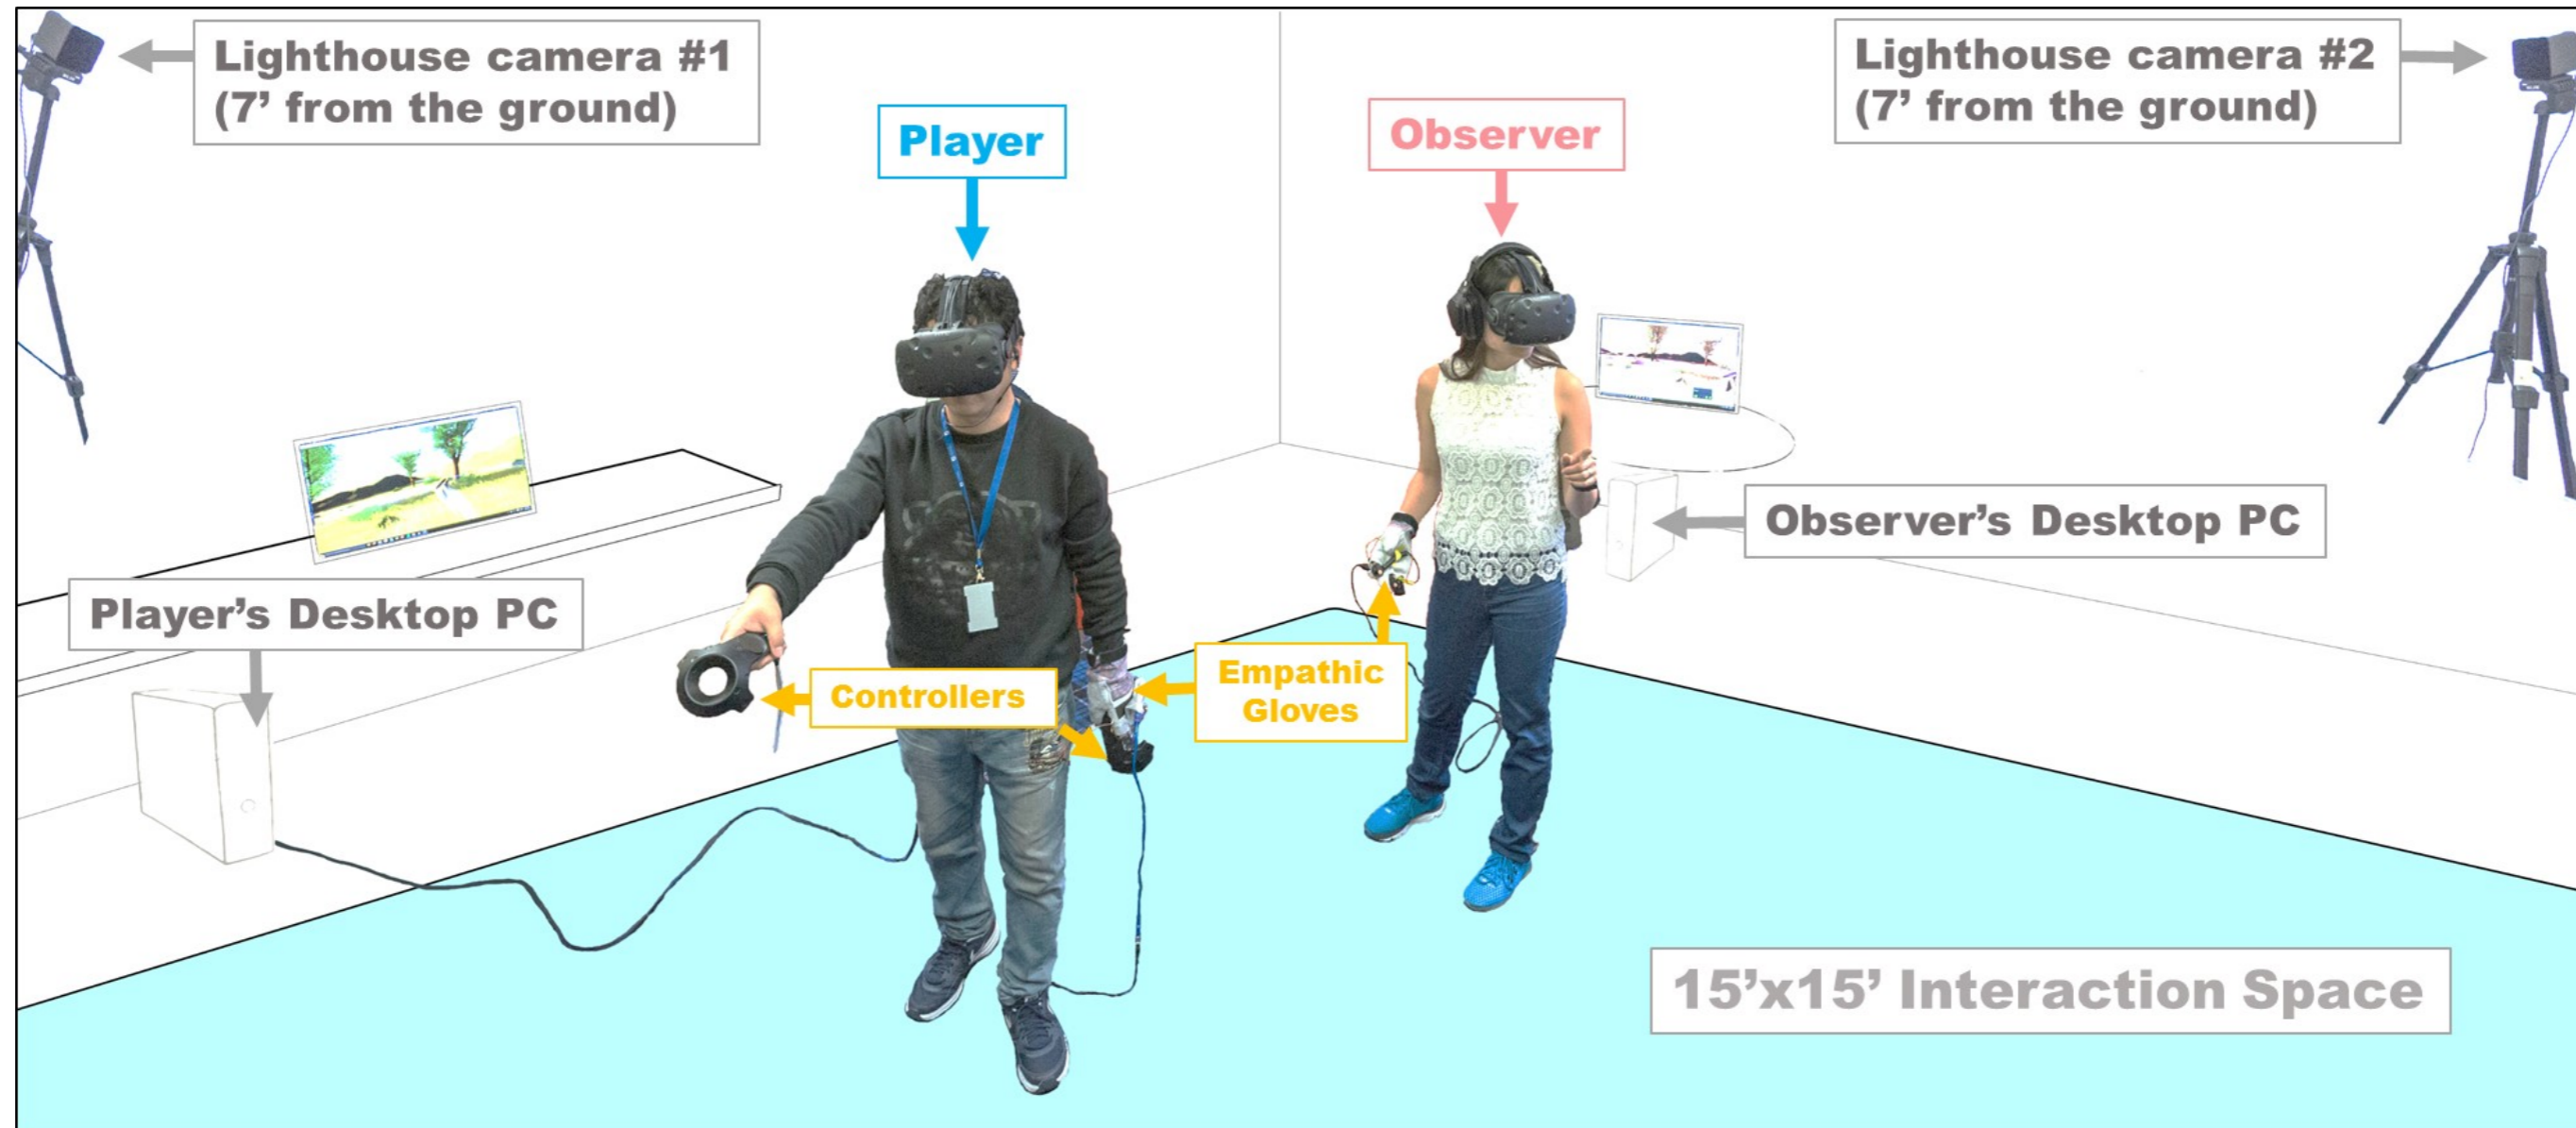 Lighthouse camera #1
(7’ from the ground)
Lighthouse camera #2
(7’ from the ground)
Player
Observer
Observer’s Desktop PC
Player’s Desktop PC
Controllers
Empathic
Gloves
15’x15’ Interaction Space